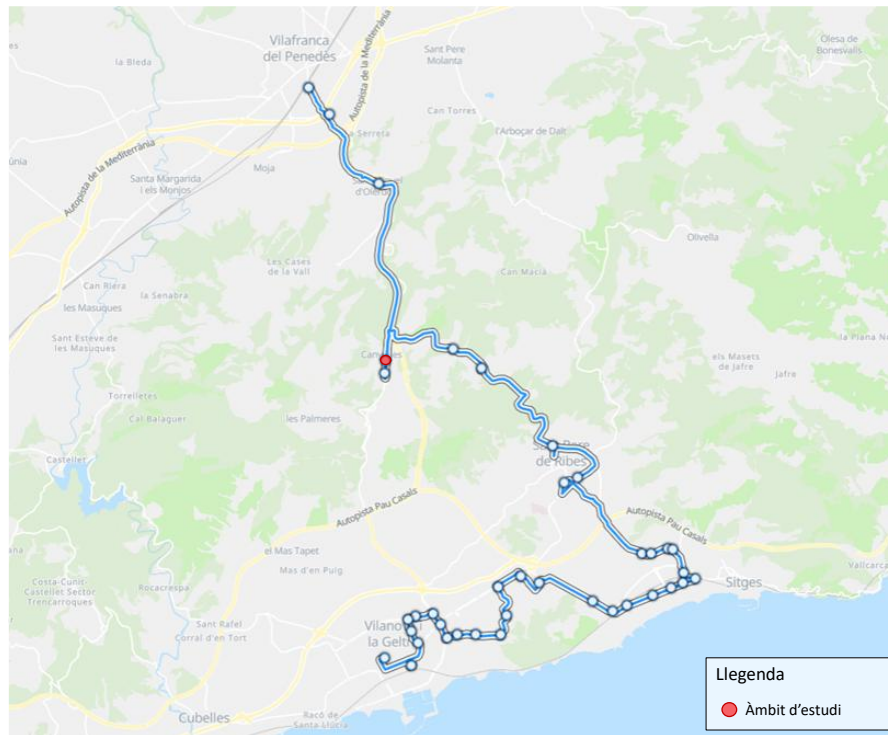 Vilafranca
del Penedès
Olesa de
Bonesvalls
la Bleda
Sant Pere
Molanta
Autopista de la Mediterrània
Can Torres
l'Arboçar de Dalt
la Serreta
Moja
Santa Margarida
i els Monjos
d'Olèrdola
Autopista de la Mediterrània
Olivella
Les Cases
de la Vall
Can Macià
Can Riera
les Masuques
la Senabra
Sant Esteve de
les Masuques
la Plana No
els Masets
de Jafre
Jafre
Torrelletes
Cal Balaguer
les Palmeres
Castellet
de Ribes
Autopista Pau Casals
Autopista Pau Casals
el Mas Tapet
Mas d'en Puig
Vallcarca
Sitges
Costa-Cunit-
Castellet Sector
Trencarroques
Rocacrespa
Sant Rafel
Corral d'en Tort
Cubelles
Racó de
Santa Llúcia
Llegenda
Àmbit d'estudi